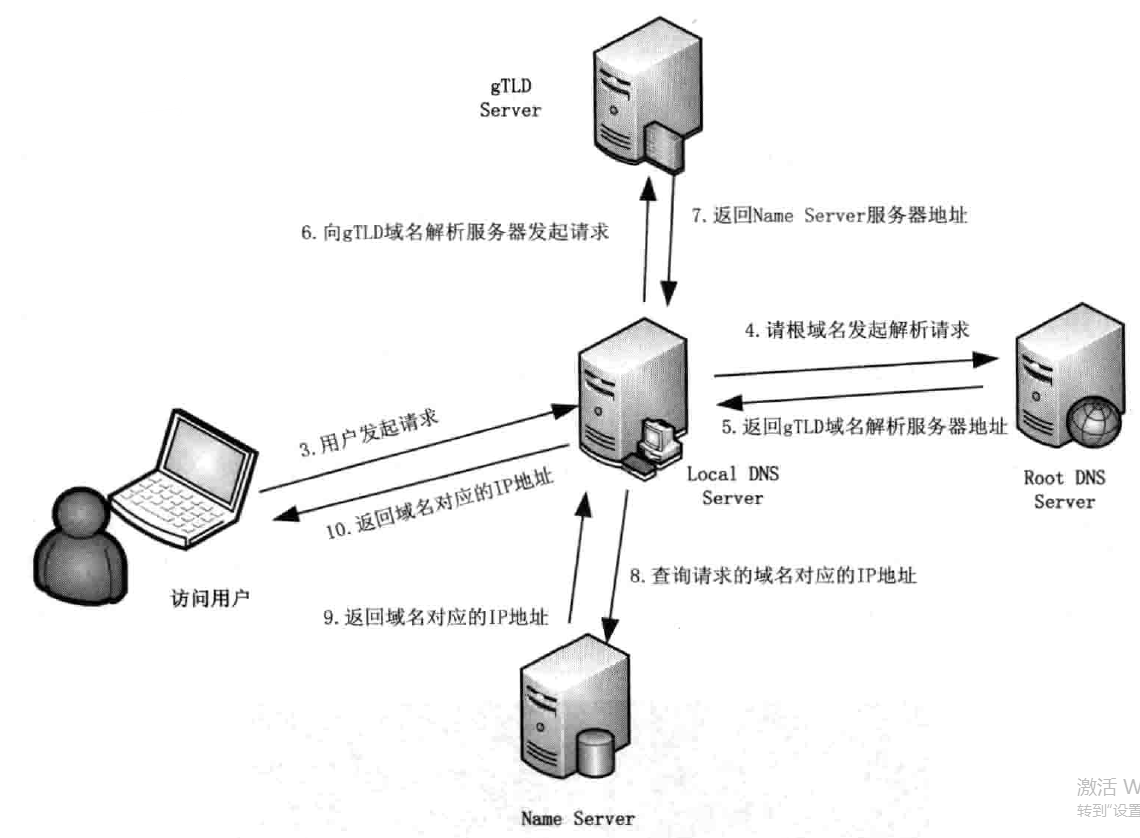 gTLD
Server
7.返回Name Server服务器地址
6.向gTLD域名解析服务器发起请求
4.请根域名发起解析请求
5.返回gTLD域名解析服务器地址
3.用户发起请求
Local DNS
Server
Root DNS
Server
10.返回域名对应的IP地址
8.查询请求的域名对应的IP地址
访问用户
9.返回域名对应的IP地址
Name Server
激活 W
转到"设置